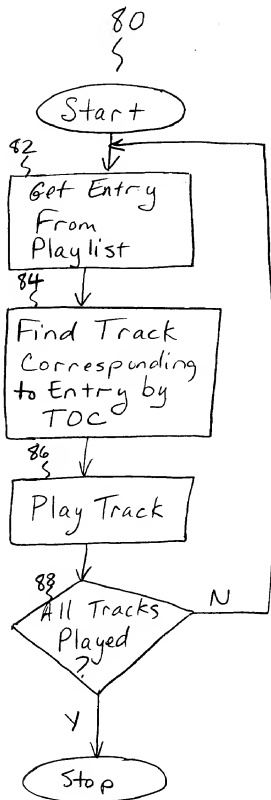 80
Start
82
Get Entry
From
Playlist
84
Find Track
Corresponding
to Entry by
TOC
86
Play Track
88
All Tracks
Played
?
N
Y
Stop